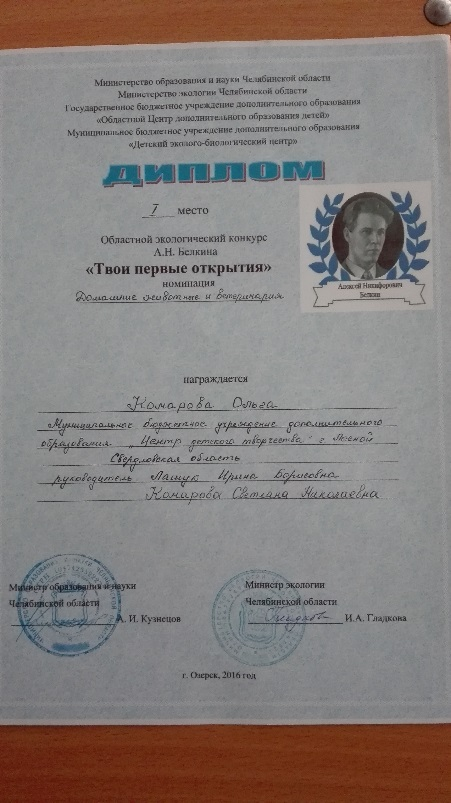 Министерство образования и науки Челябинской области
Министерство экологии Челябинской области
Государственное бюджетное учреждение дополнительного образования
«Областной Центр дополнительного образования детей»
Муниципальное бюджетное учреждение дополнительного образования
«Детский эколого-биологический центр»
ДИПЛОМ
I место
Областной экологический конкурс
А.Н. Белкина
«Твои первые открытия»
номинация
Домашние животные и ветеринария
Алексей Никифорович
Белкин
награждается
Комарова Ольга
Муниципальное бюджетное учреждение дополнительного
образования „Центр детского творчества" г. Лесной
Свердловская область
руководитель Лащук Ирина Борисовна
Комарова Светлана Николаевна
Министр образования и науки
Челябинской области
А. И. Кузнецов
Министр экологии
Челябинской области
И.А. Гладкова
г. Озерск, 2016 год